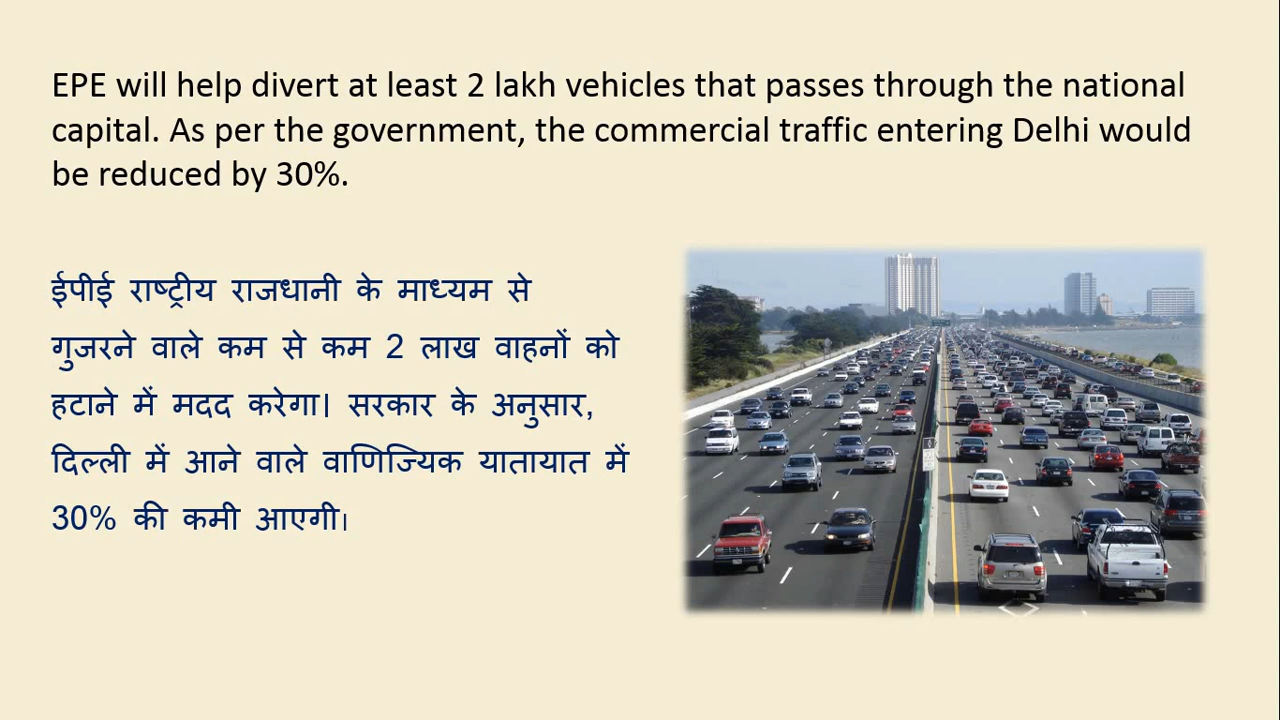 EPE will help divert at least 2 lakh vehicles that passes through the national
capital. As per the government, the commercial traffic entering Delhi would
be reduced by 30%.
ईपीई राष्ट्रीय राजधानी के माध्यम से
गुजरने वाले कम से कम 2 लाख वाहनों को
हटाने में मदद करेगा। सरकार के अनुसार,
दिल्ली में आने वाले वाणिज्यिक यातायात में
30% की कमी आएगी।